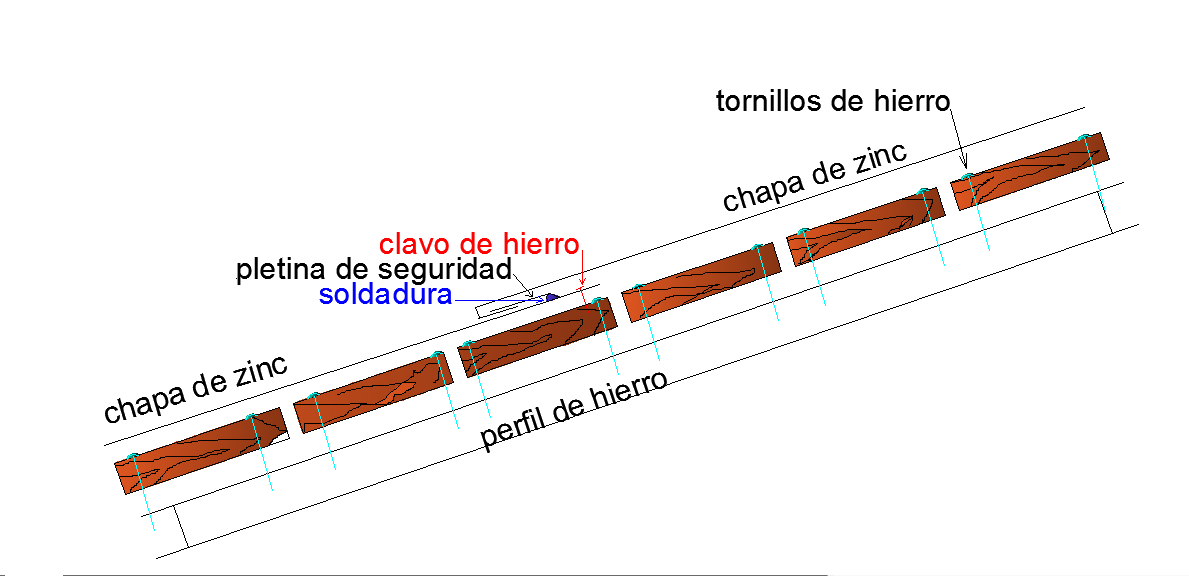 tornillos de hierro
chapa de zinc
clavo de hierro
pletina de seguridad
soldadura
chapa de zinc
perfil de hierro